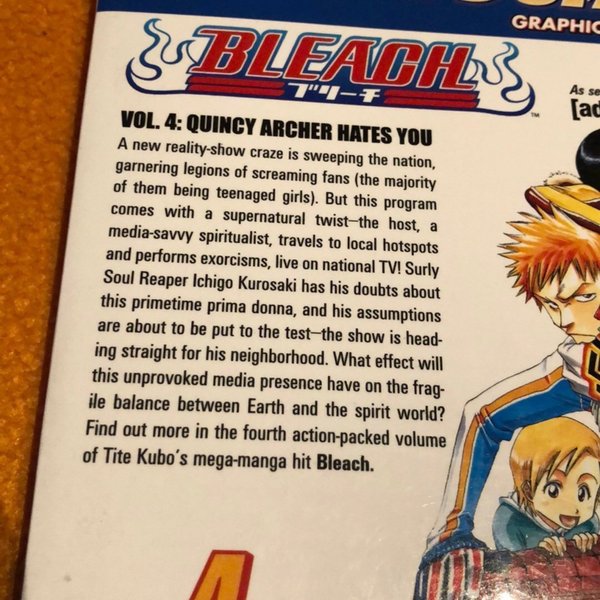 GRAPHIC
BLEACH
ブリーチ
™
As se
[ad
VOL. 4: QUINCY ARCHER HATES YOU
A new reality-show craze is sweeping the nation,
garnering legions of screaming fans (the majority
of them being teenaged girls). But this program
comes with a supernatural twist—the host, a
media-savvy spiritualist, travels to local hotspots
and performs exorcisms, live on national TV! Surly
Soul Reaper Ichigo Kurosaki has his doubts about
this primetime prima donna, and his assumptions
are about to be put to the test—the show is head-
ing straight for his neighborhood. What effect will
this unprovoked media presence have on the frag-
ile balance between Earth and the spirit world?
Find out more in the fourth action-packed volume
of Tite Kubo's mega-manga hit Bleach.
4